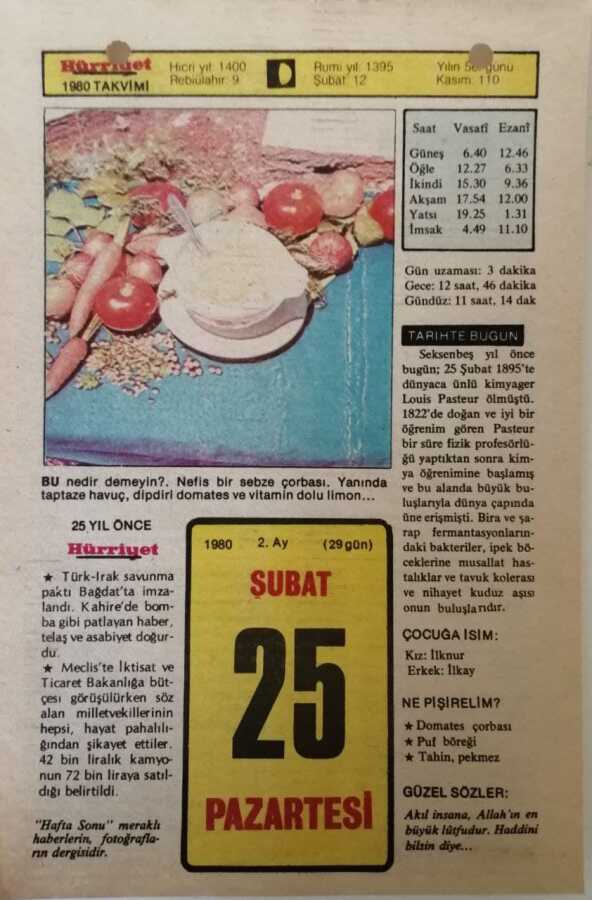 Hürriyet
1980 TAKVİMİ
Hicri yıl: 1400
Rebiülahır: 9
Rumi yıl: 1395
Şubat: 12
Yılın
günü
Kasım: 110
Saat Vasatî Ezanî
Güneş 6.40 12.46
Öğle 12.27 6.33
İkindi 15.30 9.36
Akşam 17.54 12.00
Yatsı 19.25 1.31
İmsak 4.49 11.10
Gün uzaması: 3 dakika
Gece: 12 saat, 46 dakika
Gündüz: 11 saat, 14 dak
TARIHTE BUGUN
Seksenbeş yıl önce
bugün; 25 Şubat 1895'te
dünyaca ünlü kimyager
Louis Pasteur ölmüştü.
1822'de doğan ve iyi bir
öğrenim gören Pasteur
bir süre fizik profesörlü-
ğü yaptıktan sonra kim-
ya öğrenimine başlamış
ve bu alanda büyük bu-
luşlarıyla dünya çapında
üne erişmişti. Bira ve şa-
rap fermantasyonların-
daki bakteriler, ipek bö-
ceklerine musallat has-
talıklar ve tavuk kolerası
ve nihayet kuduz aşısı
onun buluşlarıdır.
ÇOCUĞA İSİM:
Kız: İlknur
Erkek: İlkay
NE PİŞİRELİM?
★ Domates çorbası
★ Puf böreği
★ Tahin, pekmez
GÜZEL SÖZLER:
Akıl insana, Allah'ın en
büyük lûtfudur. Haddini
bilsin diye...
BU nedir demeyin?. Nefis bir sebze çorbası. Yanında
taptaze havuç, dipdiri domates ve vitamin dolu limon...
25 YIL ÖNCE
Hürriyet
★ Türk-Irak savunma
paktı Bağdat'ta imza-
landı. Kahire'de bom-
ba gibi patlayan haber,
telaş ve asabiyet doğur-
du.
★ Meclis'te İktisat ve
Ticaret Bakanlığa büt-
çesi görüşülürken söz
alan milletvekillerinin
hepsi, hayat pahalılı-
ğından şikayet ettiler.
42 bin liralık kamyo-
nun 72 bin liraya satıl-
dığı belirtildi.
"Hafta Sonu" meraklı
haberlerin, fotoğrafla-
rın dergisidir.
1980 2. Ay (29 gün)
ŞUBAT
25
PAZARTESİ